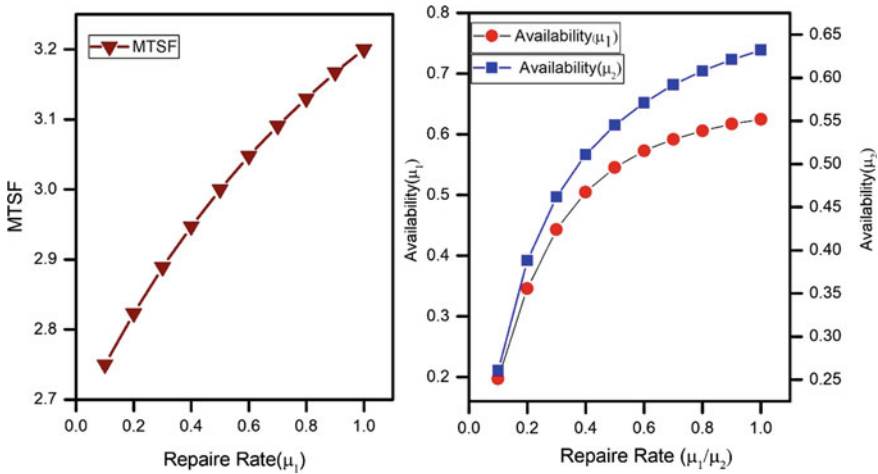 3.2
3.1
3.0
2.9
2.8
2.7
MTSF
MTSF
0.0 0.2 0.4 0.6 0.8 1.0
Repaire Rate(μ₁)
0.8
0.7
0.6
0.5
0.4
0.3
0.2
Availability(μ₁)
Availability(μ₁)
Availability(μ₂)
0.65
0.60
0.55
0.50
0.45
0.40
0.35
0.30
0.25
Availability(μ₂)
0.0 0.2 0.4 0.6 0.8 1.0
Repaire Rate (μ₁/μ₂)